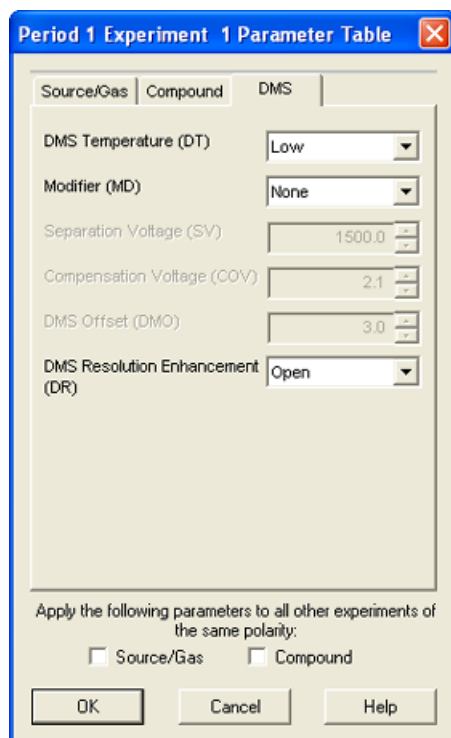 Period 1 Experiment 1 Parameter Table
Source/Gas Compound DMS
DMS Temperature (DT) Low
Modifier (MD) None
Separation Voltage (SV) 1500.0
Compensation Voltage (COV) 2.1
DMS Offset (DMO) 3.0
DMS Resolution Enhancement Open
(DR)
Apply the following parameters to all other experiments of
the same polarity:
Source/Gas Compound
OK Cancel Help